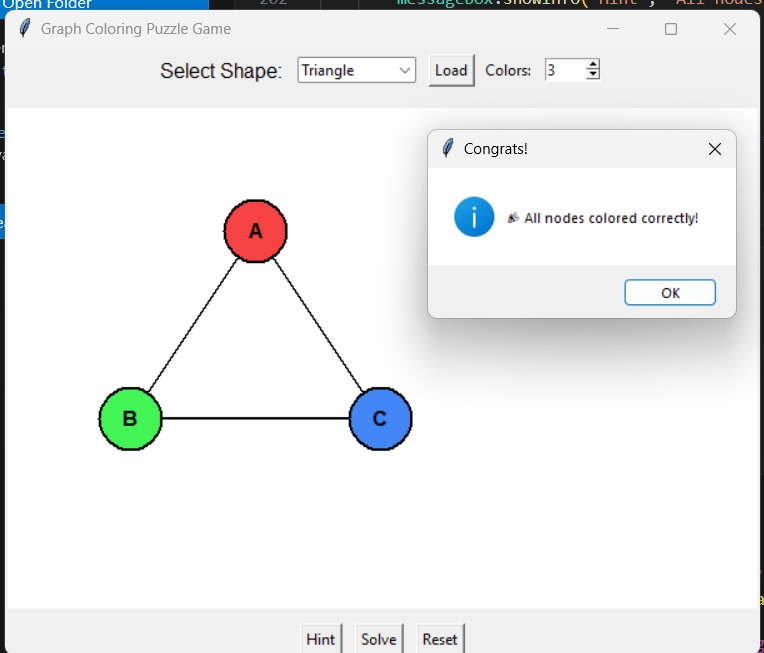 Open Folder
messagebox.showinfo("Hint", "All nodes
Graph Coloring Puzzle Game
Select Shape: Triangle Load Colors: 3
Congrats!
All nodes colored correctly!
OK
A
B
C
Hint Solve Reset